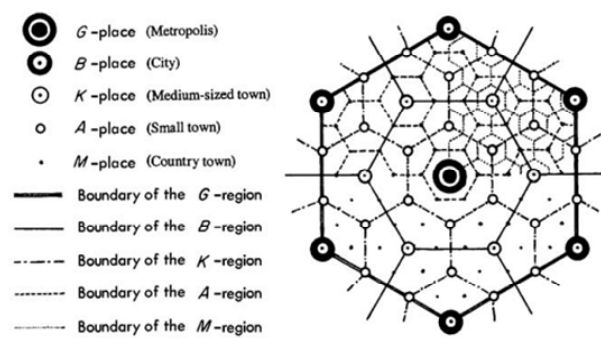 G-place (Metropolis)
B-place (City)
K-place (Medium-sized town)
A-place (Small town)
M-place (Country town)
Boundary of the G-region
Boundary of the B-region
Boundary of the K-region
Boundary of the A-region
Boundary of the M-region